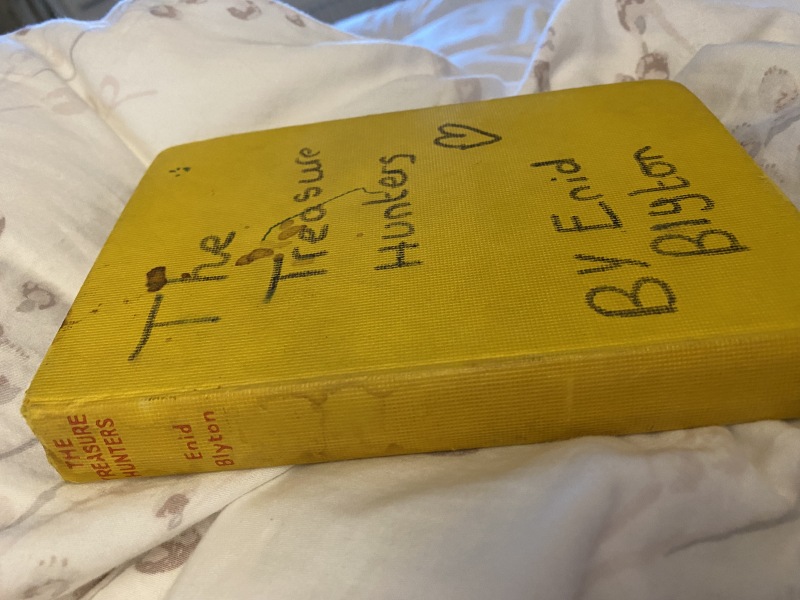 The
Treasure
Hunters
By Enid
Blyton
THE
TREASURE
HUNTERS
Enid
Blyton